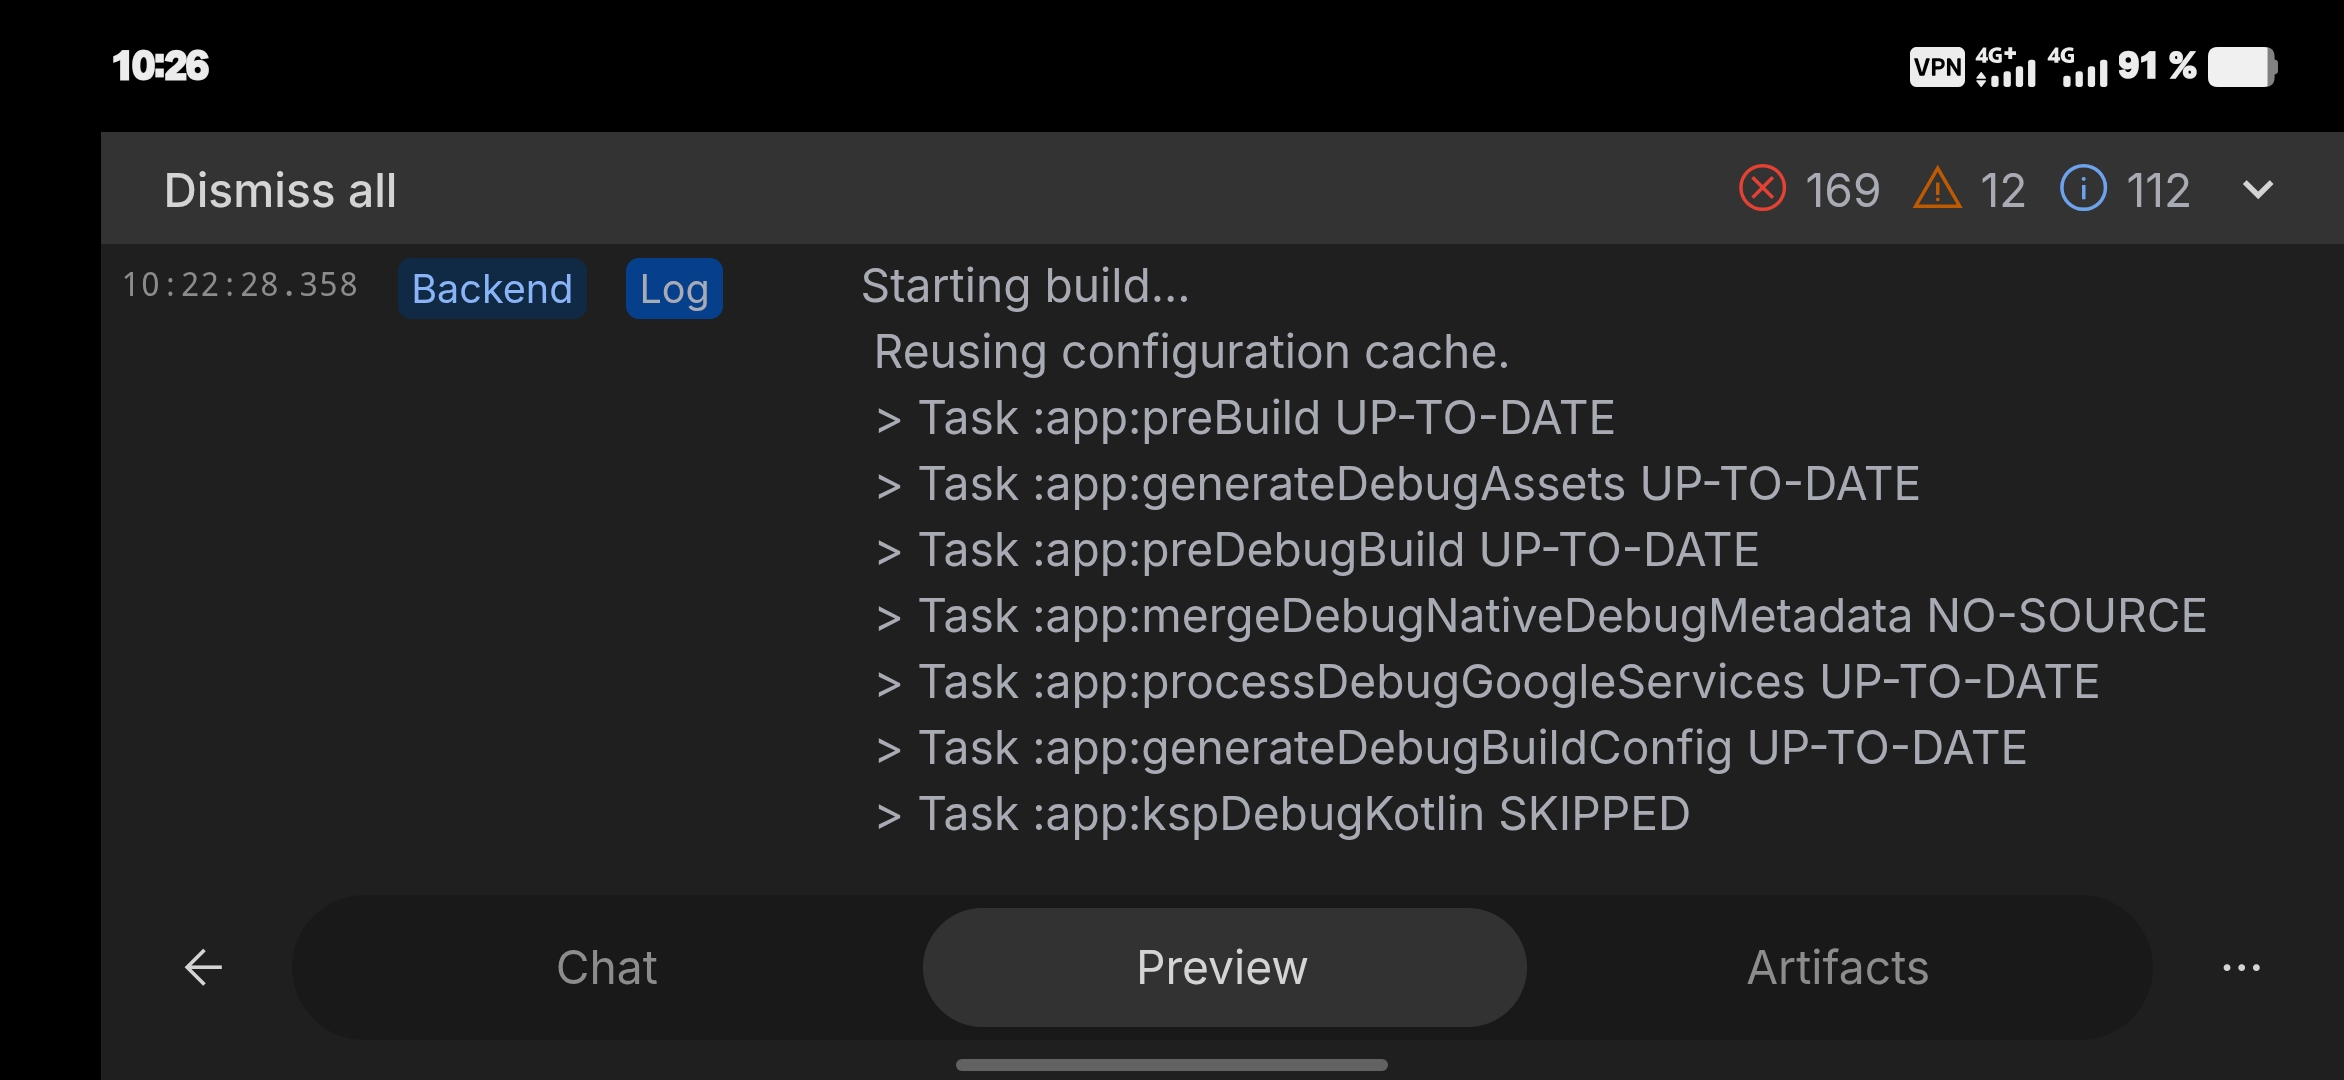 10:26
VPN 4G+ 4G 91 %
Dismiss all 169 12 112
10:22:28.358 Backend Log Starting build...
Reusing configuration cache.
> Task :app:preBuild UP-TO-DATE
> Task :app:generateDebugAssets UP-TO-DATE
> Task :app:preDebugBuild UP-TO-DATE
> Task :app:mergeDebugNativeDebugMetadata NO-SOURCE
> Task :app:processDebugGoogleServices UP-TO-DATE
> Task :app:generateDebugBuildConfig UP-TO-DATE
> Task :app:kspDebugKotlin SKIPPED
Chat Preview Artifacts